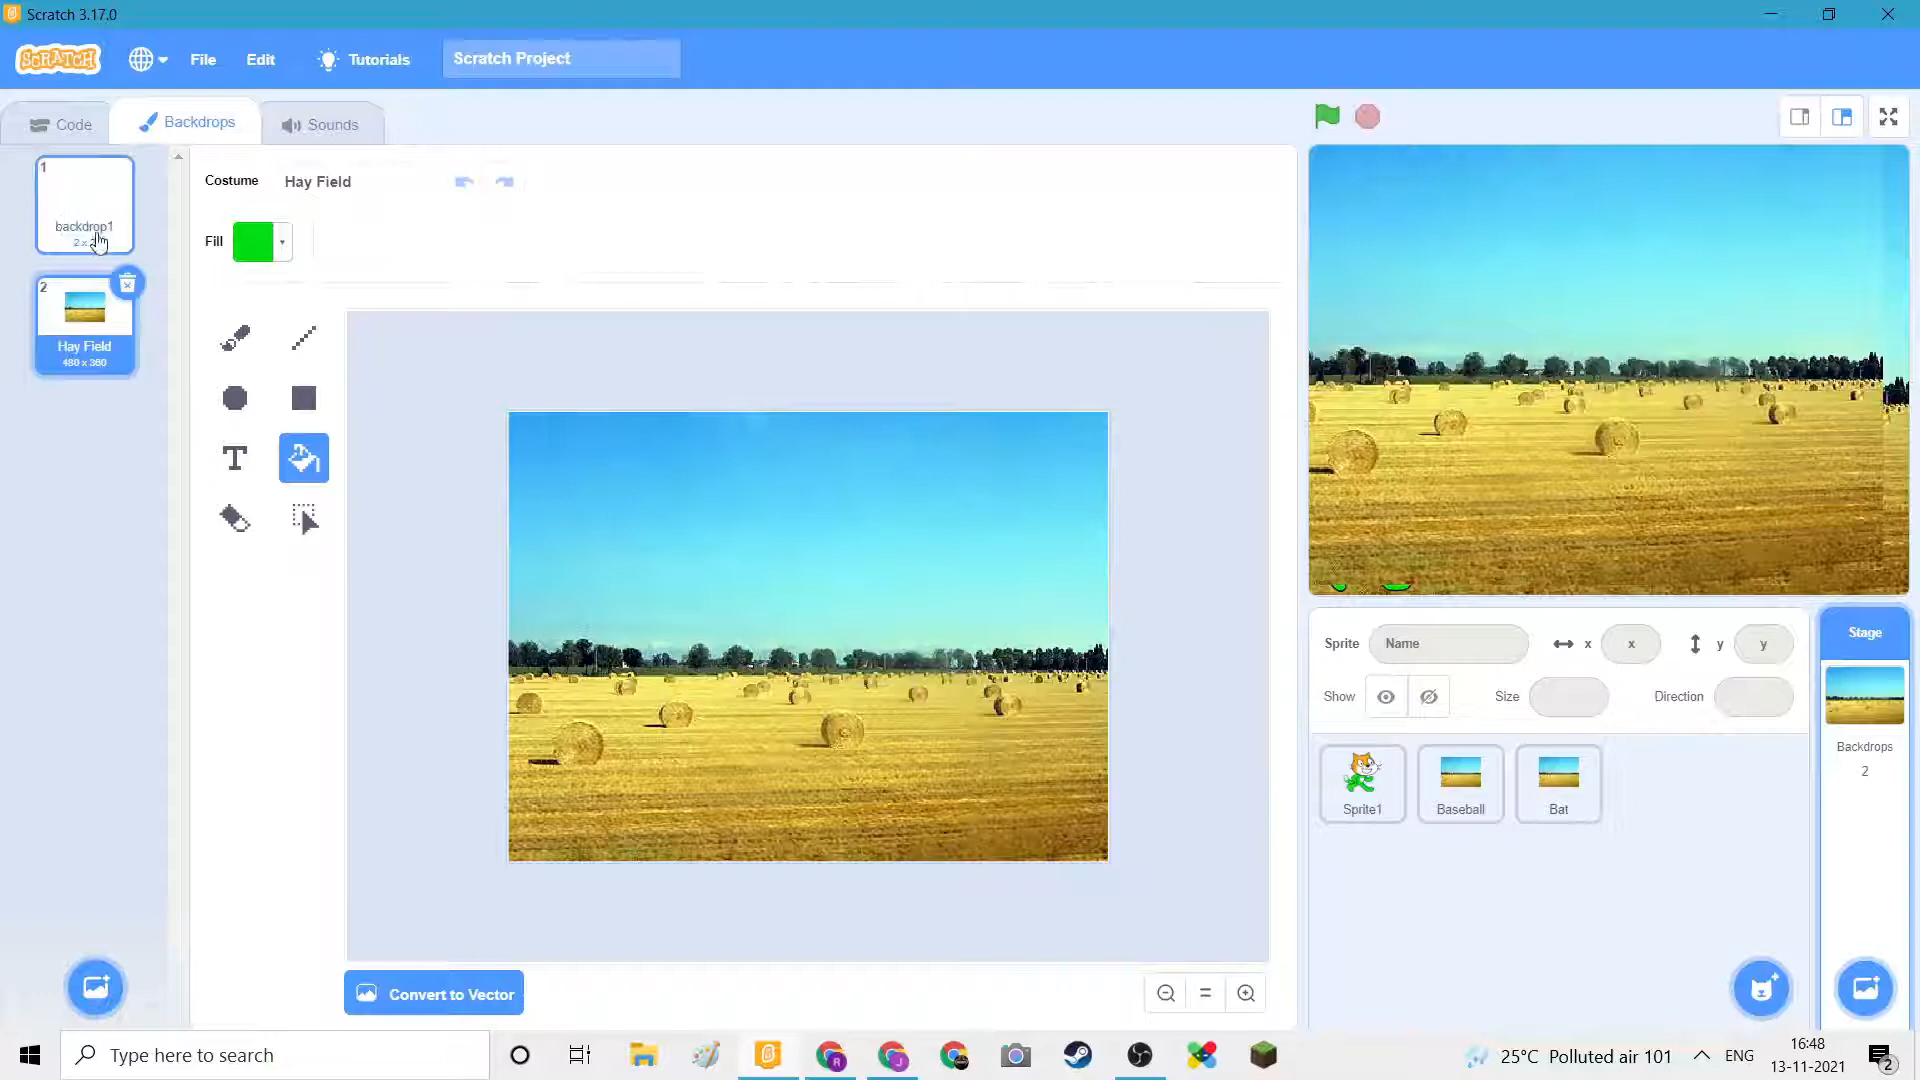 Scratch 3.17.0
SCRATCH
File
Edit
Tutorials
Scratch Project
Code
Backdrops
Sounds
1
backdrop1
2 x
2
Hay Field
480 x 360
Costume
Hay Field
Fill
T
Convert to Vector
Sprite
Name
x
x
y
y
Show
Size
Direction
Sprite1
Baseball
Bat
Stage
Backdrops
2
Type here to search
R
J
25°C Polluted air 101
ENG
16:48
13-11-2021
2